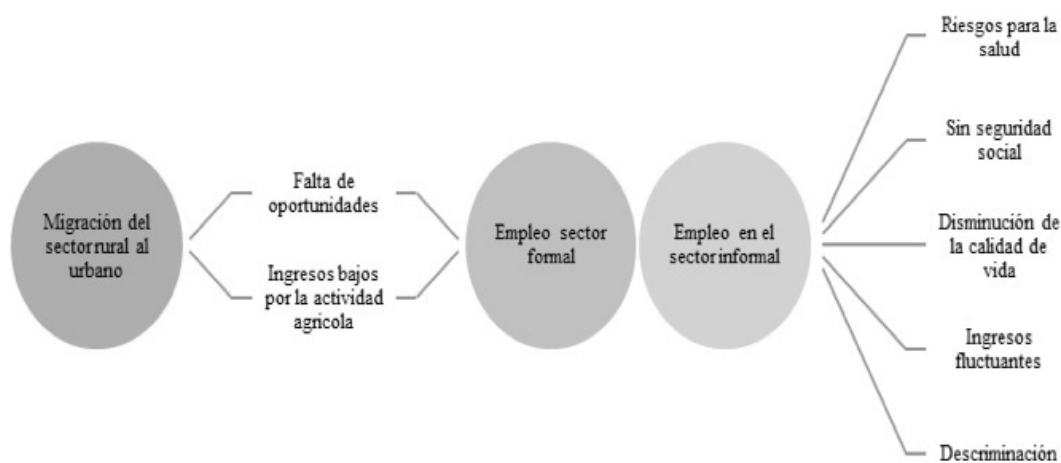 Migración del
sector rural al
urbano
Falta de
oportunidades
Ingresos bajos
por la actividad
agricola
Empleo sector
formal
Empleo en el
sector informal
Riesgos para la
salud
Sin seguridad
social
Disminución de
la calidad de
vida
Ingresos
fluctuantes
Descriminación